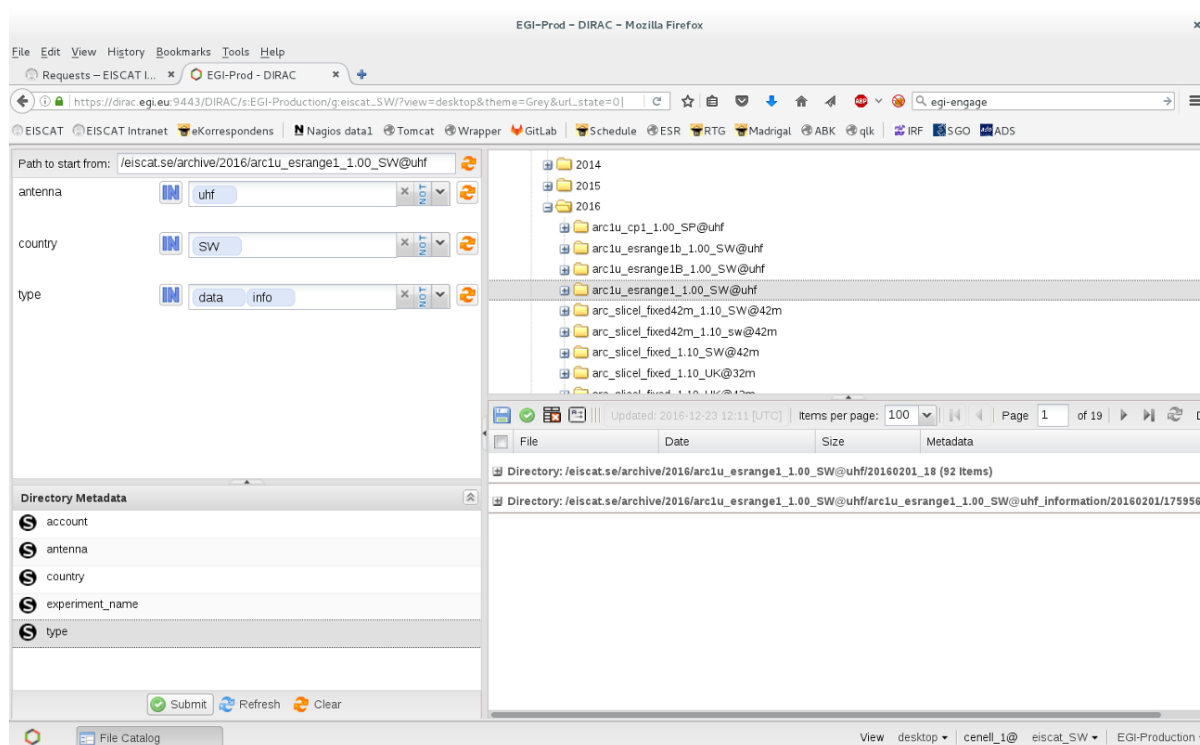 EGI-Prod - DIRAC - Mozilla Firefox
File Edit View History Bookmarks Tools Help
Requests – EISCAT I... EGI-Prod - DIRAC
https://dirac.egi.eu:9443/DIRAC/s:EGI-Production/g:eiscat_SW/?view=desktop&theme=Grey&url_state=0| egi-engage
EISCAT EISCAT Intranet eKorrespondens Nagios data1 Tomcat Wrapper GitLab Schedule ESR RTG Madrigal ABK qlk IRF SGO ADS
Path to start from: /eiscat.se/archive/2016/arc1u_esrange1_1.00_SW@uhf
antenna IN uhf NOT
country IN SW NOT
type IN data info NOT
Directory Metadata
S account
S antenna
S country
S experiment_name
S type
Submit Refresh Clear
2014
2015
2016
arc1u_cp1_1.00_SP@uhf
arc1u_esrange1b_1.00_SW@uhf
arc1u_esrange1B_1.00_SW@uhf
arc1u_esrange1_1.00_SW@uhf
arc_slicel_fixed42m_1.10_SW@42m
arc_slicel_fixed42m_1.10_sw@42m
arc_slicel_fixed_1.10_SW@42m
arc_slicel_fixed_1.10_UK@32m
arc_slicel_fixed_1.10_UK@42m
Updated: 2016-12-23 12:11 [UTC] Items per page: 100 Page 1 of 19
File Date Size Metadata
Directory: /eiscat.se/archive/2016/arc1u_esrange1_1.00_SW@uhf/20160201_18 (92 Items)
Directory: /eiscat.se/archive/2016/arc1u_esrange1_1.00_SW@uhf/arc1u_esrange1_1.00_SW@uhf_information/20160201/175956
File Catalog View desktop cenell_1@ eiscat_SW EGI-Production